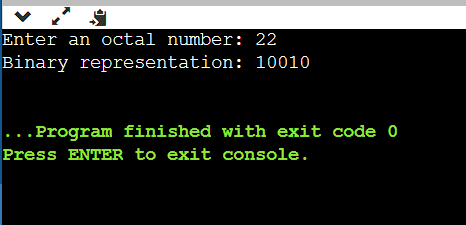 Enter an octal number: 22
Binary representation: 10010
...Program finished with exit code 0
Press ENTER to exit console.